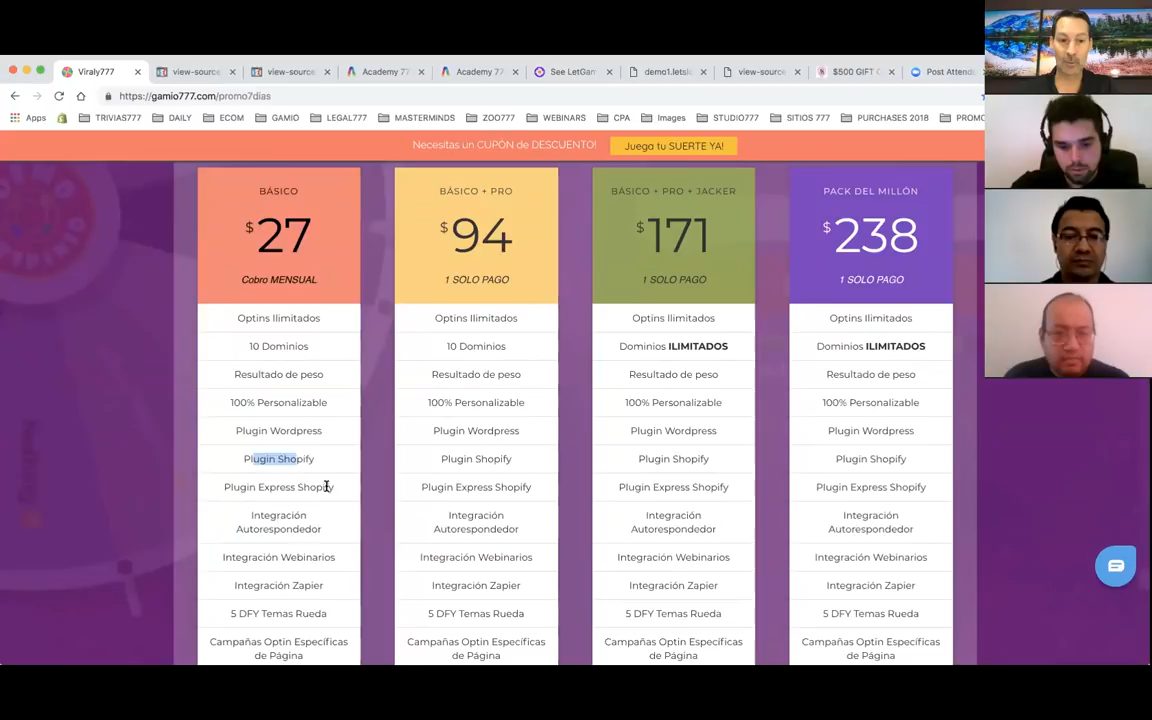 Viraly777
view-source
view-source
Academy 77
Academy 77
See LetGam
demo1.letsk
view-source
$500 GIFT C
Post Attende
https://gamio777.com/promo7dias
Apps TRIVIAS777 DAILY ECOM GAMIO LEGAL777 MASTERMINDS ZOO777 WEBINARS CPA Images STUDIO777 SITIOS 777 PURCHASES 2018 PROMO
Necesitas un CUPÓN de DESCUENTO! Juega tu SUERTE YA!
BÁSICO
$27
Cobro MENSUAL
Optins Ilimitados
10 Dominios
Resultado de peso
100% Personalizable
Plugin Wordpress
Plugin Shopify
Plugin Express Shopify
Integración
Autorespondedor
Integración Webinarios
Integración Zapier
5 DFY Temas Rueda
Campañas Optin Específicas
de Página
BÁSICO + PRO
$94
1 SOLO PAGO
Optins Ilimitados
10 Dominios
Resultado de peso
100% Personalizable
Plugin Wordpress
Plugin Shopify
Plugin Express Shopify
Integración
Autorespondedor
Integración Webinarios
Integración Zapier
5 DFY Temas Rueda
Campañas Optin Específicas
de Página
BÁSICO + PRO + JACKER
$171
1 SOLO PAGO
Optins Ilimitados
Dominios ILIMITADOS
Resultado de peso
100% Personalizable
Plugin Wordpress
Plugin Shopify
Plugin Express Shopify
Integración
Autorespondedor
Integración Webinarios
Integración Zapier
5 DFY Temas Rueda
Campañas Optin Específicas
de Página
PACK DEL MILLÓN
$238
1 SOLO PAGO
Optins Ilimitados
Dominios ILIMITADOS
Resultado de peso
100% Personalizable
Plugin Wordpress
Plugin Shopify
Plugin Express Shopify
Integración
Autorespondedor
Integración Webinarios
Integración Zapier
5 DFY Temas Rueda
Campañas Optin Específicas
de Página